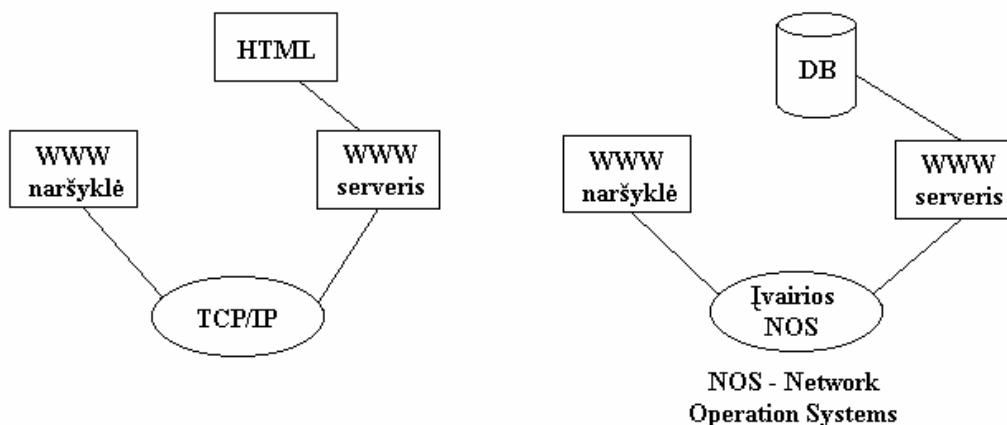 HTML
WWW
naršyklė
WWW
serveris
TCP/IP
DB
WWW
naršyklė
WWW
serveris
Įvairios
NOS
NOS - Network
Operation Systems